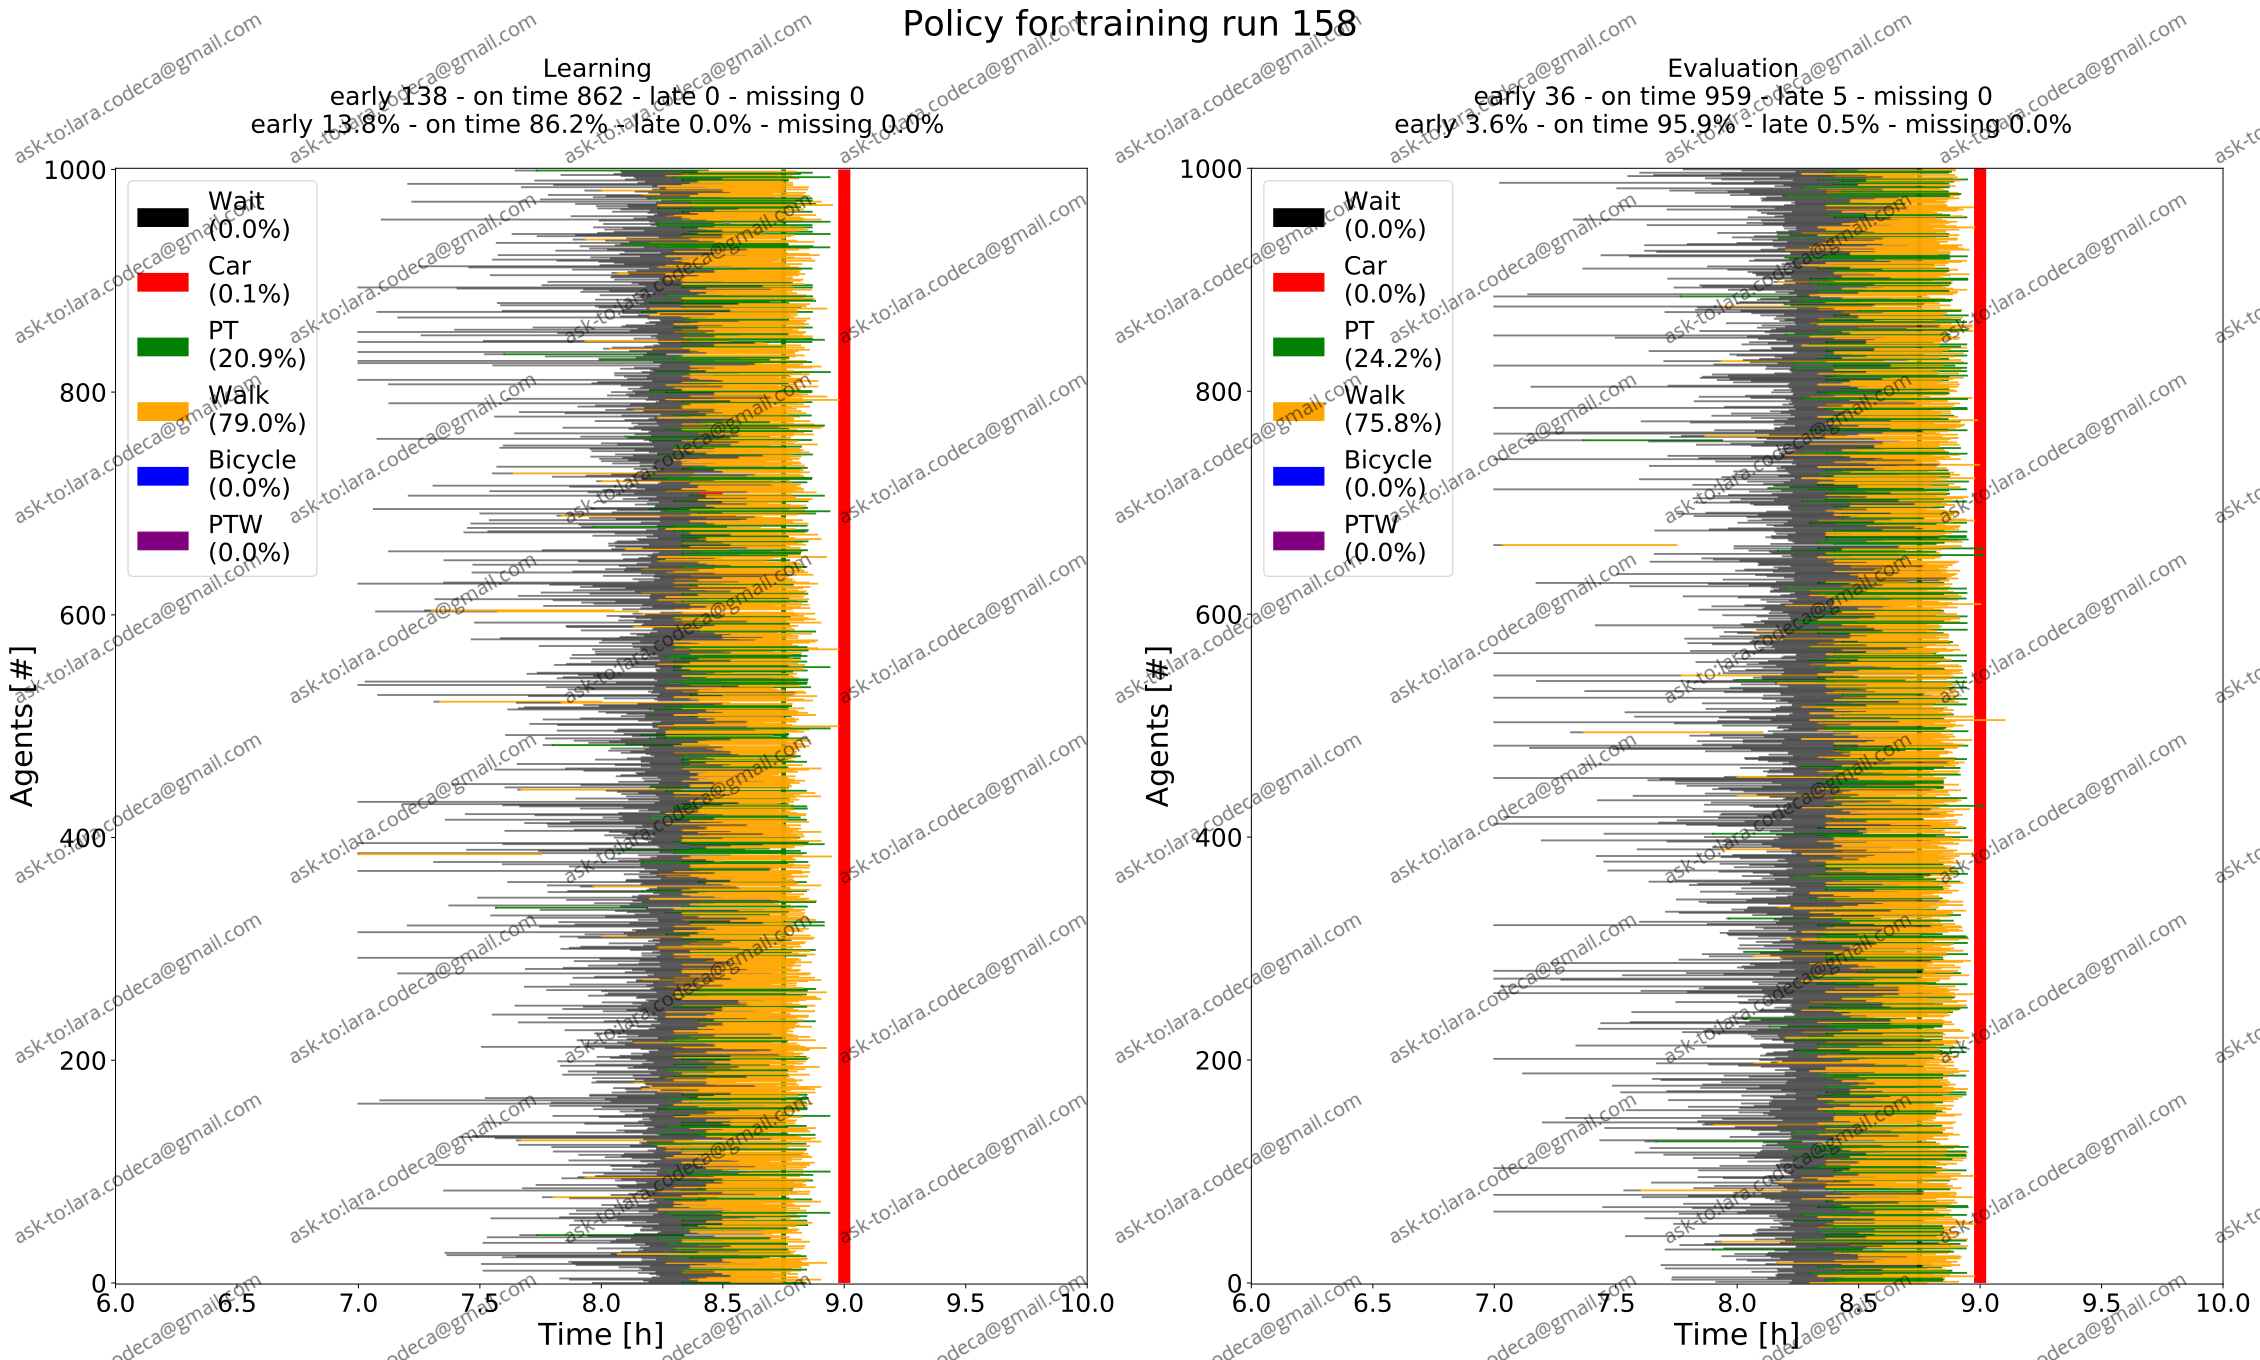 Policy for training run 158
Learning
early 138 - on time 862 - late 0 - missing 0
early 13.8% - on time 86.2% - late 0.0% - missing 0.0%
Wait
(0.0%)
Car
(0.1%)
PT
(20.9%)
Walk
(79.0%)
Bicycle
(0.0%)
PTW
(0.0%)
Agents [#]
1000
800
600
400
200
0
6.0 6.5 7.0 7.5 8.0 8.5 9.0 9.5 10.0
Time [h]
Evaluation
early 36 - on time 959 - late 5 - missing 0
early 3.6% - on time 95.9% - late 0.5% - missing 0.0%
Wait
(0.0%)
Car
(0.0%)
PT
(24.2%)
Walk
(75.8%)
Bicycle
(0.0%)
PTW
(0.0%)
Agents [#]
1000
800
600
400
200
0
6.0 6.5 7.0 7.5 8.0 8.5 9.0 9.5 10.0
Time [h]
ask-to:lara.codeca@gmail.com